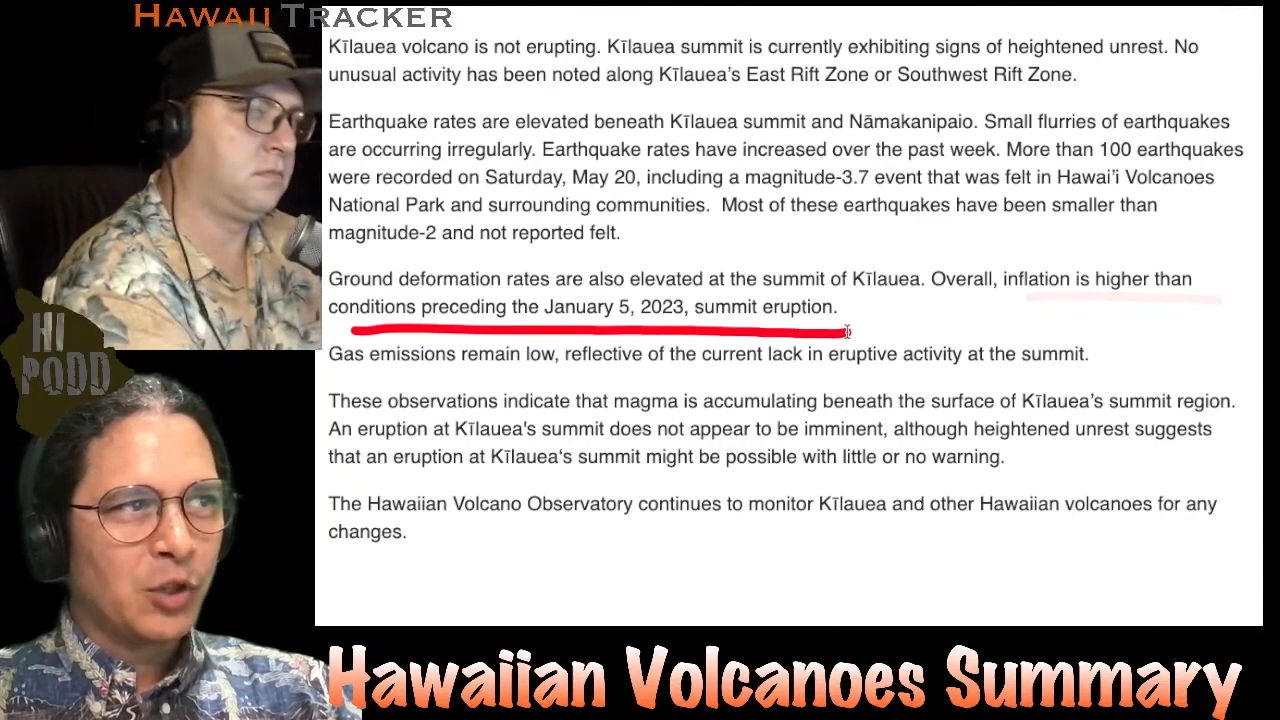 HAWAII TRACKER
Kīlauea volcano is not erupting. Kīlauea summit is currently exhibiting signs of heightened unrest. No
unusual activity has been noted along Kīlauea’s East Rift Zone or Southwest Rift Zone.
Earthquake rates are elevated beneath Kīlauea summit and Nāmakanipaio. Small flurries of earthquakes
are occurring irregularly. Earthquake rates have increased over the past week. More than 100 earthquakes
were recorded on Saturday, May 20, including a magnitude-3.7 event that was felt in Hawai’i Volcanoes
National Park and surrounding communities.  Most of these earthquakes have been smaller than
magnitude-2 and not reported felt.
Ground deformation rates are also elevated at the summit of Kīlauea. Overall, inflation is higher than
conditions preceding the January 5, 2023, summit eruption.
Gas emissions remain low, reflective of the current lack in eruptive activity at the summit.
These observations indicate that magma is accumulating beneath the surface of Kīlauea’s summit region.
An eruption at Kīlauea's summit does not appear to be imminent, although heightened unrest suggests
that an eruption at Kīlauea‘s summit might be possible with little or no warning.
The Hawaiian Volcano Observatory continues to monitor Kīlauea and other Hawaiian volcanoes for any
changes.
HI
PODD
Hawaiian Volcanoes Summary